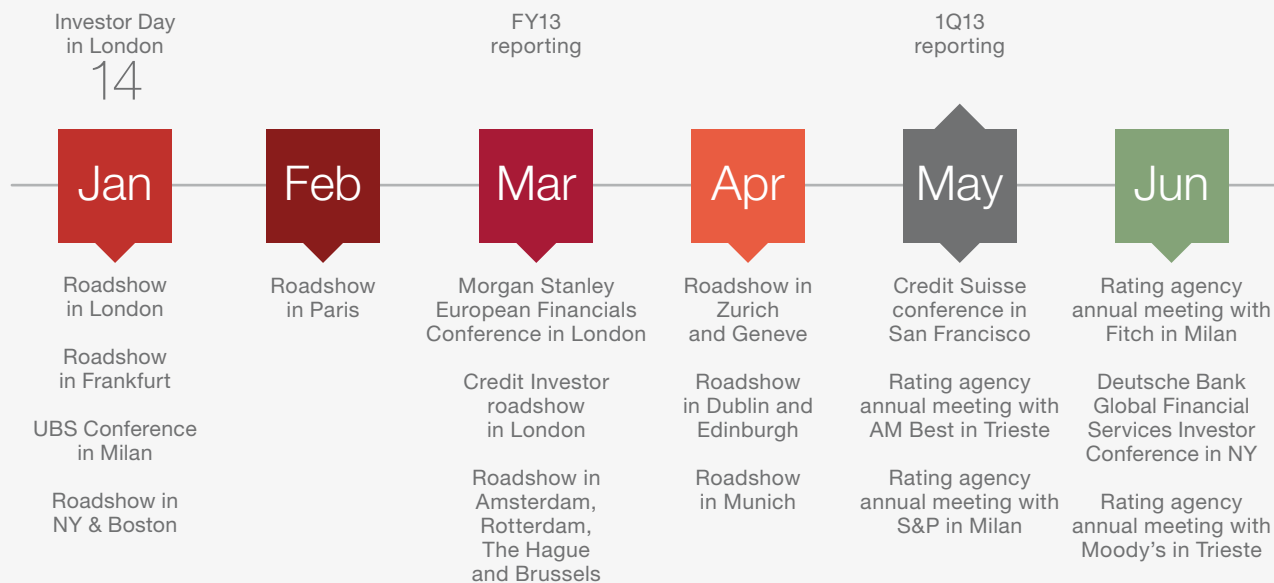 Investor Day
in London
14
FY13
reporting
1Q13
reporting
Jan
Feb
Mar
Apr
May
Jun
Roadshow
in London
Roadshow
in Frankfurt
UBS Conference
in Milan
Roadshow in
NY & Boston
Roadshow
in Paris
Morgan Stanley
European Financials
Conference in London
Credit Investor
roadshow
in London
Roadshow in
Amsterdam,
Rotterdam,
The Hague
and Brussels
Roadshow in
Zurich
and Geneve
Roadshow
in Dublin and
Edinburgh
Roadshow
in Munich
Credit Suisse
conference in
San Francisco
Rating agency
annual meeting with
AM Best in Trieste
Rating agency
annual meeting with
S&P in Milan
Rating agency
annual meeting with
Fitch in Milan
Deutsche Bank
Global Financial
Services Investor
Conference in NY
Rating agency
annual meeting with
Moody's in Trieste